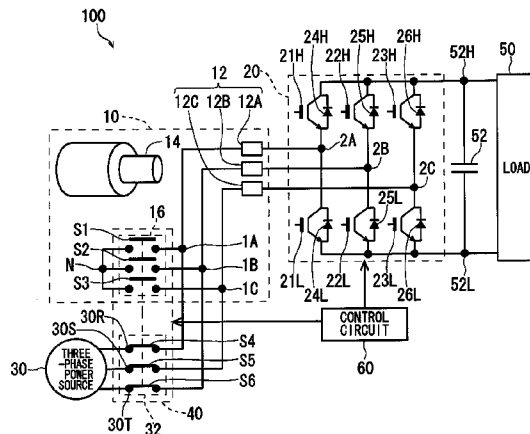 100
24H 25H 26H
21H 22H 23H 52H 50
20
12
12C 12B 12A
10
14
2A
2B
2C
52
LOAD
16
S1
S2
N
S3
1A
1B
1C
25L
21L 24L 22L 23L 26L 52L
30R
30S
S4
S5
S6
CONTROL
CIRCUIT
60
THREE
-PHASE
POWER
SOURCE
30
30T
32
40